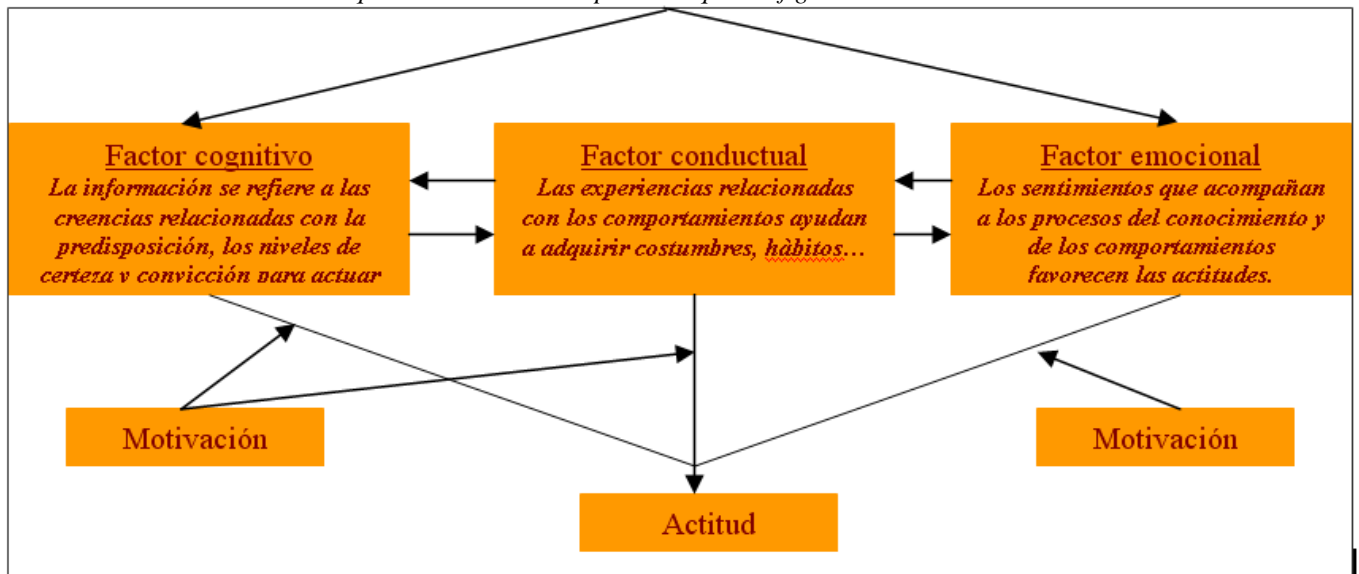 Factor cognitivo
La información se refiere a las
creencias relacionadas con la
predisposición, los niveles de
certeza y convicción para actuar
Factor conductual
Las experiencias relacionadas
con los comportamientos ayudan
a adquirir costumbres, hàbitos…
Factor emocional
Los sentimientos que acompañan
a los procesos del conocimiento y
de los comportamientos
favorecen las actitudes.
Motivación
Motivación
Actitud